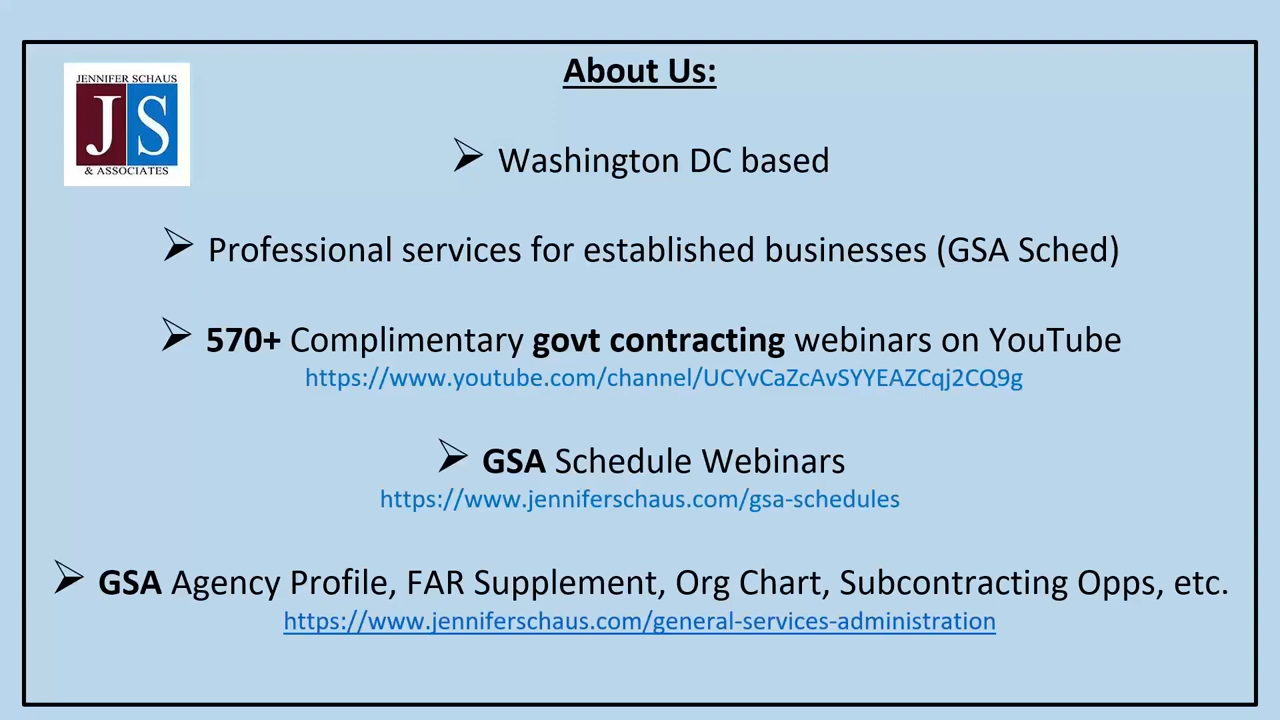 JENNIFER SCHAUS
JS
& ASSOCIATES
About Us:
➢ Washington DC based
➢ Professional services for established businesses (GSA Sched)
➢ 570+ Complimentary govt contracting webinars on YouTube
https://www.youtube.com/channel/UCYvCaZcAvSYYEAZCqj2CQ9g
➢ GSA Schedule Webinars
https://www.jenniferschaus.com/gsa-schedules
➢ GSA Agency Profile, FAR Supplement, Org Chart, Subcontracting Opps, etc.
https://www.jenniferschaus.com/general-services-administration